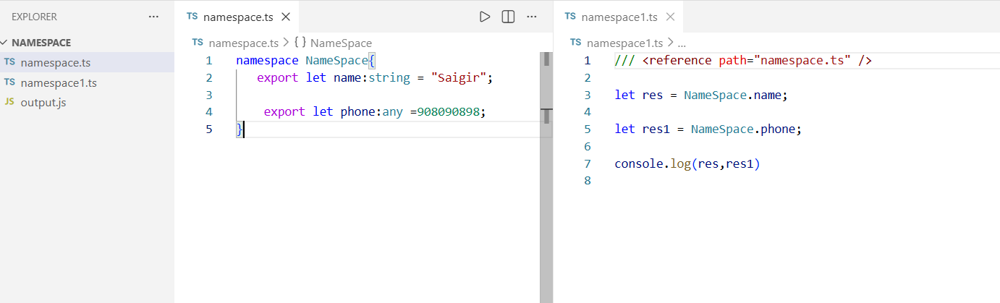 EXPLORER ...
NAMESPACE
TS namespace.ts
TS namespace1.ts
JS output.js
TS namespace.ts
TS namespace.ts > { } NameSpace
1 namespace NameSpace{
2 export let name:string = "Saigir";
3
4 export let phone:any =908090898;
5 }
TS namespace1.ts
TS namespace1.ts > ...
1 /// <reference path="namespace.ts" />
2
3 let res = NameSpace.name;
4
5 let res1 = NameSpace.phone;
6
7 console.log(res,res1)
8